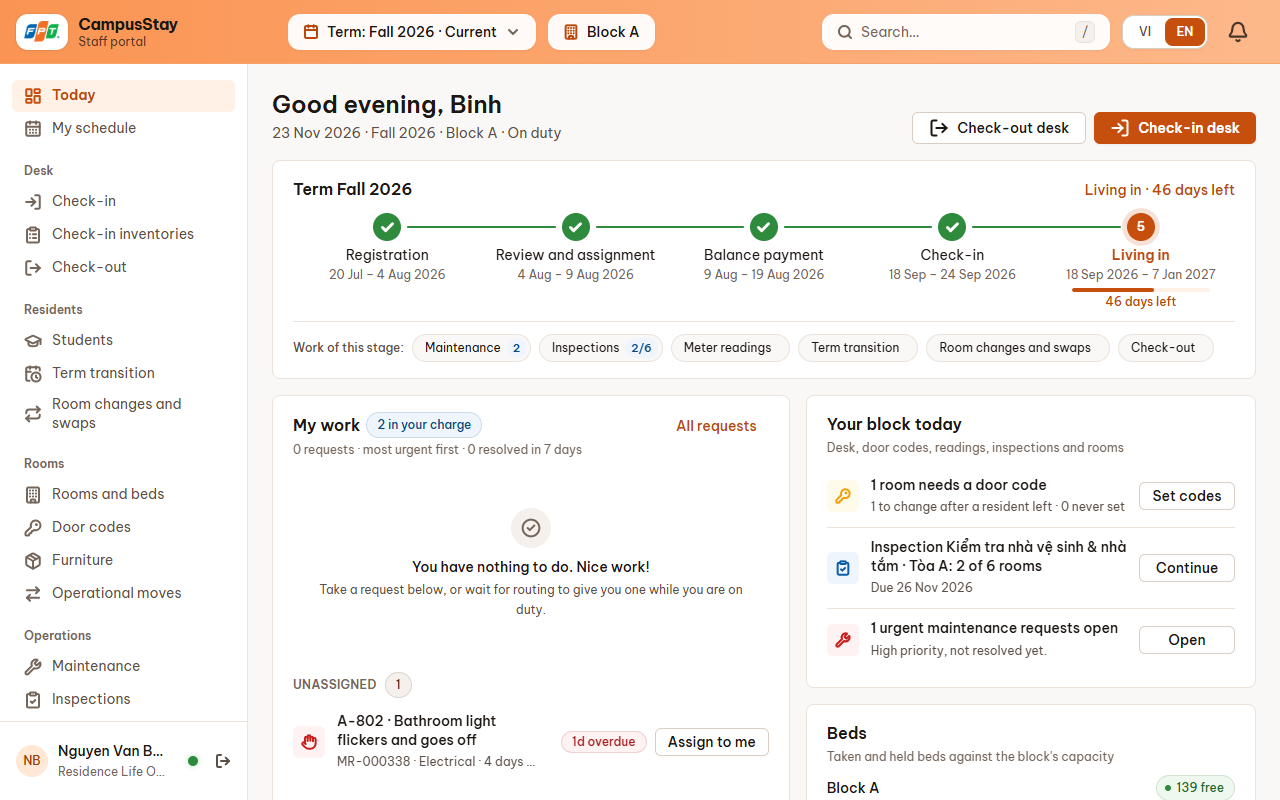 FPT
CampusStay
Staff portal
Term: Fall 2026 · Current
Block A
Search...
/
VI
EN
Today
My schedule
Desk
Check-in
Check-in inventories
Check-out
Residents
Students
Term transition
Room changes and
swaps
Rooms
Rooms and beds
Door codes
Furniture
Operational moves
Operations
Maintenance
Inspections
NB
Nguyen Van B...
Residence Life O...
Good evening, Binh
23 Nov 2026 · Fall 2026 · Block A · On duty
Check-out desk
Check-in desk
Term Fall 2026
Living in · 46 days left
5
Registration
Review and assignment
Balance payment
Check-in
Living in
20 Jul – 4 Aug 2026
4 Aug – 9 Aug 2026
9 Aug – 19 Aug 2026
18 Sep – 24 Sep 2026
18 Sep 2026 – 7 Jan 2027
46 days left
Work of this stage:
Maintenance 2
Inspections 2/6
Meter readings
Term transition
Room changes and swaps
Check-out
My work
2 in your charge
All requests
0 requests · most urgent first · 0 resolved in 7 days
You have nothing to do. Nice work!
Take a request below, or wait for routing to give you one while you are on
duty.
UNASSIGNED 1
A-802 · Bathroom light
flickers and goes off
MR-000338 · Electrical · 4 days ...
1d overdue
Assign to me
Your block today
Desk, door codes, readings, inspections and rooms
1 room needs a door code
1 to change after a resident left · 0 never set
Set codes
Inspection Kiểm tra nhà vệ sinh & nhà
tắm · Tòa A: 2 of 6 rooms
Due 26 Nov 2026
Continue
1 urgent maintenance requests open
High priority, not resolved yet.
Open
Beds
Taken and held beds against the block's capacity
Block A
139 free